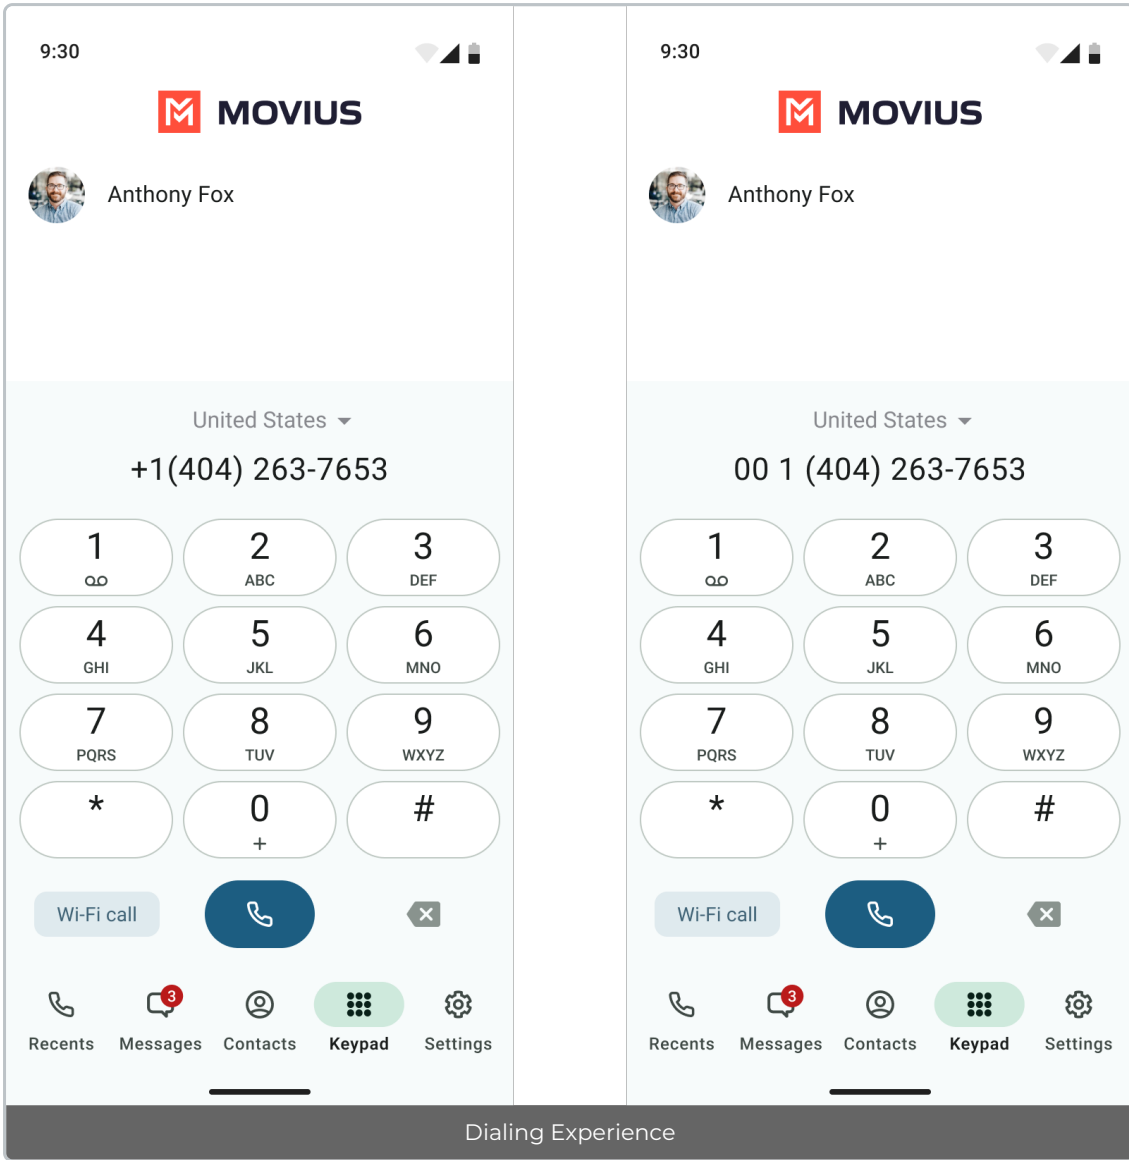 9:30
MOVIUS
Anthony Fox
United States
+1(404) 263-7653
1 2 3
ABC DEF
4 5 6
GHI JKL MNO
7 8 9
PQRS TUV WXYZ
* 0 #
+
Wi-Fi call
3
Recents Messages Contacts Keypad Settings
9:30
MOVIUS
Anthony Fox
United States
00 1 (404) 263-7653
1 2 3
ABC DEF
4 5 6
GHI JKL MNO
7 8 9
PQRS TUV WXYZ
* 0 #
+
Wi-Fi call
3
Recents Messages Contacts Keypad Settings
Dialing Experience